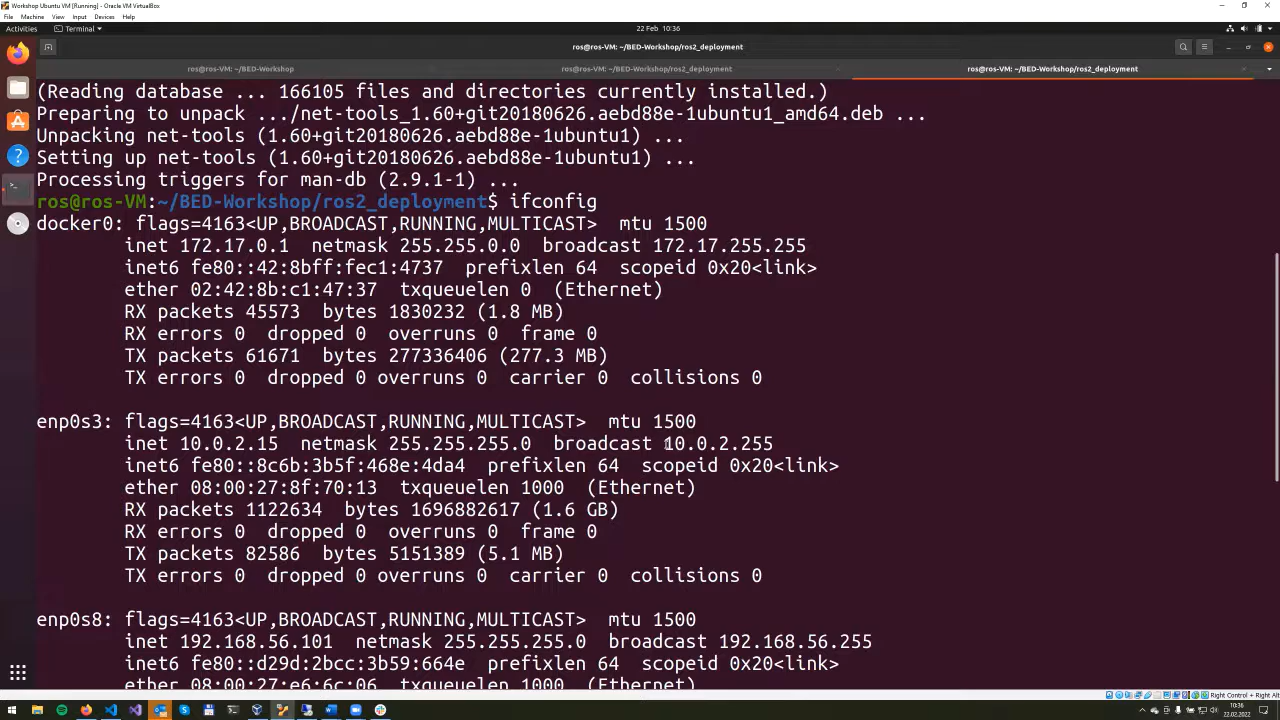 Workshop Ubuntu VM [Running] - Oracle VM VirtualBox
File Machine View Input Devices Help
Activities Terminal 22 Feb 10:36
ros@ros-VM: ~/BED-Workshop/ros2_deployment
ros@ros-VM: ~/BED-Workshop ros@ros-VM: ~/BED-Workshop/ros2_deployment ros@ros-VM: ~/BED-Workshop/ros2_deployment
(Reading database ... 166105 files and directories currently installed.)
Preparing to unpack .../net-tools_1.60+git20180626.aebd88e-1ubuntu1_amd64.deb ...
Unpacking net-tools (1.60+git20180626.aebd88e-1ubuntu1) ...
Setting up net-tools (1.60+git20180626.aebd88e-1ubuntu1) ...
Processing triggers for man-db (2.9.1-1) ...
ros@ros-VM:~/BED-Workshop/ros2_deployment$ ifconfig
docker0: flags=4163<UP,BROADCAST,RUNNING,MULTICAST> mtu 1500
inet 172.17.0.1 netmask 255.255.0.0 broadcast 172.17.255.255
inet6 fe80::42:8bff:fec1:4737 prefixlen 64 scopeid 0x20<link>
ether 02:42:8b:c1:47:37 txqueuelen 0 (Ethernet)
RX packets 45573 bytes 1830232 (1.8 MB)
RX errors 0 dropped 0 overruns 0 frame 0
TX packets 61671 bytes 277336406 (277.3 MB)
TX errors 0 dropped 0 overruns 0 carrier 0 collisions 0
enp0s3: flags=4163<UP,BROADCAST,RUNNING,MULTICAST> mtu 1500
inet 10.0.2.15 netmask 255.255.255.0 broadcast 10.0.2.255
inet6 fe80::8c6b:3b5f:468e:4da4 prefixlen 64 scopeid 0x20<link>
ether 08:00:27:8f:70:13 txqueuelen 1000 (Ethernet)
RX packets 1122634 bytes 1696882617 (1.6 GB)
RX errors 0 dropped 0 overruns 0 frame 0
TX packets 82586 bytes 5151389 (5.1 MB)
TX errors 0 dropped 0 overruns 0 carrier 0 collisions 0
enp0s8: flags=4163<UP,BROADCAST,RUNNING,MULTICAST> mtu 1500
inet 192.168.56.101 netmask 255.255.255.0 broadcast 192.168.56.255
inet6 fe80::d29d:2bcc:3b59:664e prefixlen 64 scopeid 0x20<link>
ether 08:00:27:e6:6c:06 txqueuelen 1000 (Ethernet)
Right Control + Right Alt
10:36
22.02.2022